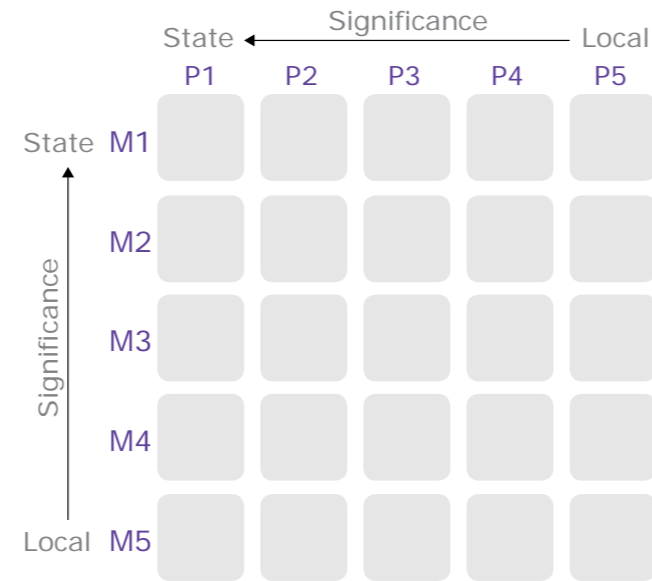 Significance
State Local
P1 P2 P3 P4 P5
State M1
M2
Significance
M3
M4
Local M5